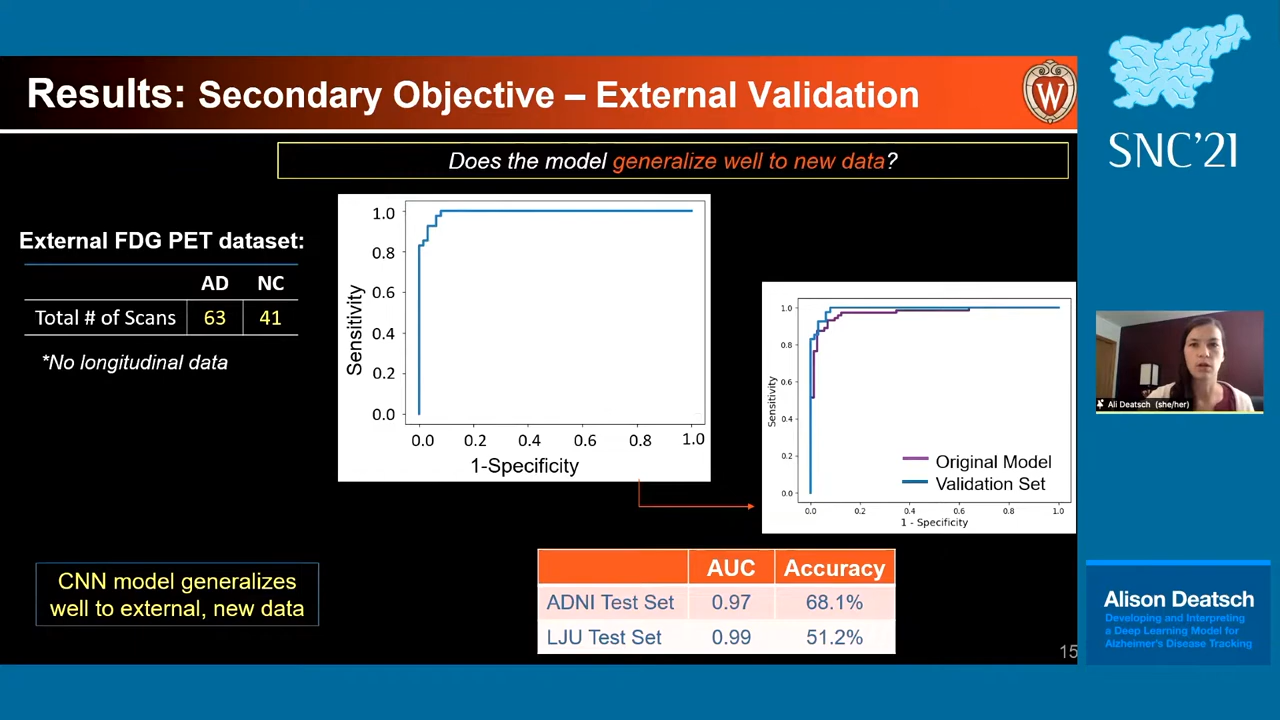 Results: Secondary Objective – External Validation
W
SNC'21
Does the model generalize well to new data?
External FDG PET dataset:
AD NC
Total # of Scans 63 41
*No longitudinal data
1.0
0.8
0.6
0.4
0.2
0.0
Sensitivity
0.0 0.2 0.4 0.6 0.8 1.0
1-Specificity
1.0
0.8
0.6
0.4
0.2
0.0
Sensitivity
Original Model
Validation Set
0.0 0.2 0.4 0.6 0.8 1.0
1 - Specificity
Ali Deatsch (she/her)
CNN model generalizes
well to external, new data
AUC Accuracy
ADNI Test Set 0.97 68.1%
LJU Test Set 0.99 51.2%
15
Alison Deatsch
Developing and Interpreting
a Deep Learning Model for
Alzheimer's Disease Tracking